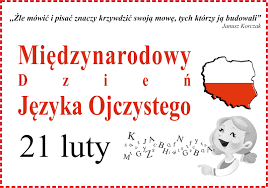 „Źle mówić i pisać znaczy krzywdzić swoją mowę, tych którzy ją budowali”
Janusz Korczak
Międzynarodowy
Dzień
Języka Ojczystego
21 luty